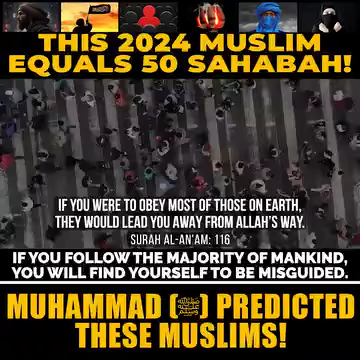 THIS 2024 MUSLIM
EQUALS 50 SAHABAH!
IF YOU WERE TO OBEY MOST OF THOSE ON EARTH,
THEY WOULD LEAD YOU AWAY FROM ALLAH'S WAY.
SURAH AL-AN'AM: 116
IF YOU FOLLOW THE MAJORITY OF MANKIND,
YOU WILL FIND YOURSELF TO BE MISGUIDED.
MUHAMMAD (ﷺ) PREDICTED
THESE MUSLIMS!